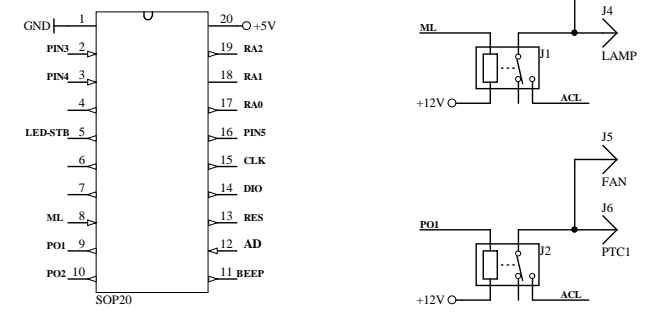 GND 1 20 +5V
PIN3 2 19 RA2
PIN4 3 18 RA1
4 17 RA0
LED-STB 5 16 PIN5
6 15 CLK
7 14 DIO
ML 8 13 RES
PO1 9 12 AD
PO2 10 11 BEEP
SOP20
J4
ML
LAMP
J1
+12V ACL
J5
FAN
J6
PO1
PTC1
J2
+12V ACL